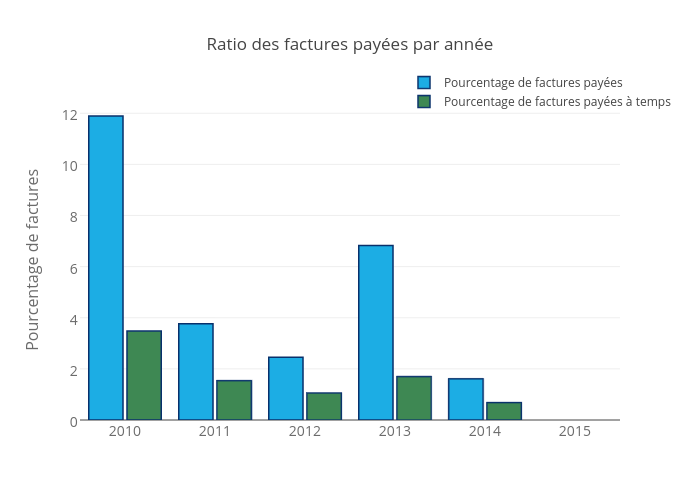 Ratio des factures payées par année
Pourcentage de factures payées
Pourcentage de factures payées à temps
Pourcentage de factures
12
10
8
6
4
2
0
2010 2011 2012 2013 2014 2015